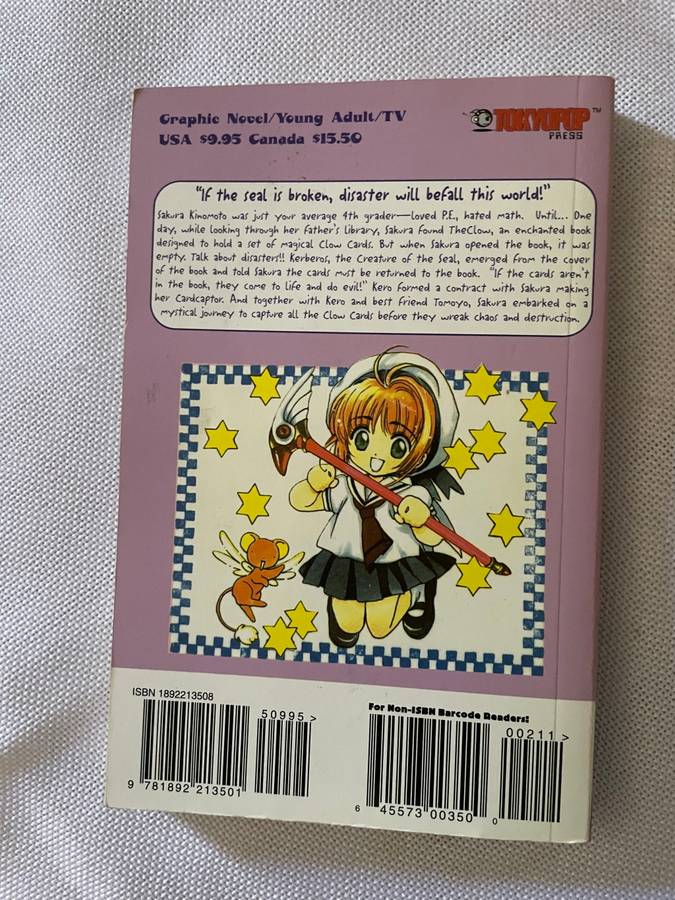 Graphic Novel/Young Adult/TV
USA $9.95 Canada $15.50
TOKYOPOP™
PRESS
"If the seal is broken, disaster will befall this world!"
Sakura Kinomoto was just your average 4th grader—loved P.E., hated math. Until... One
day, while looking through her father's library, Sakura found TheClow, an enchanted book
designed to hold a set of magical Clow Cards. But when Sakura opened the book, it was
empty. Talk about disasters!! Kerberos, the Creature of the Seal, emerged from the cover
of the book and told Sakura the cards must be returned to the book. "If the cards aren't
in the book, they come to life and do evil!" Kero formed a contract with Sakura making
her Cardcaptor. And together with Kero and best friend Tomoyo, Sakura embarked on a
mystical journey to capture all the Clow Cards before they wreak chaos and destruction.
ISBN 1892213508
50995>
9 781892 213501
For Non-ISBN Barcode Readers!
00211>
6 45573 00350 0